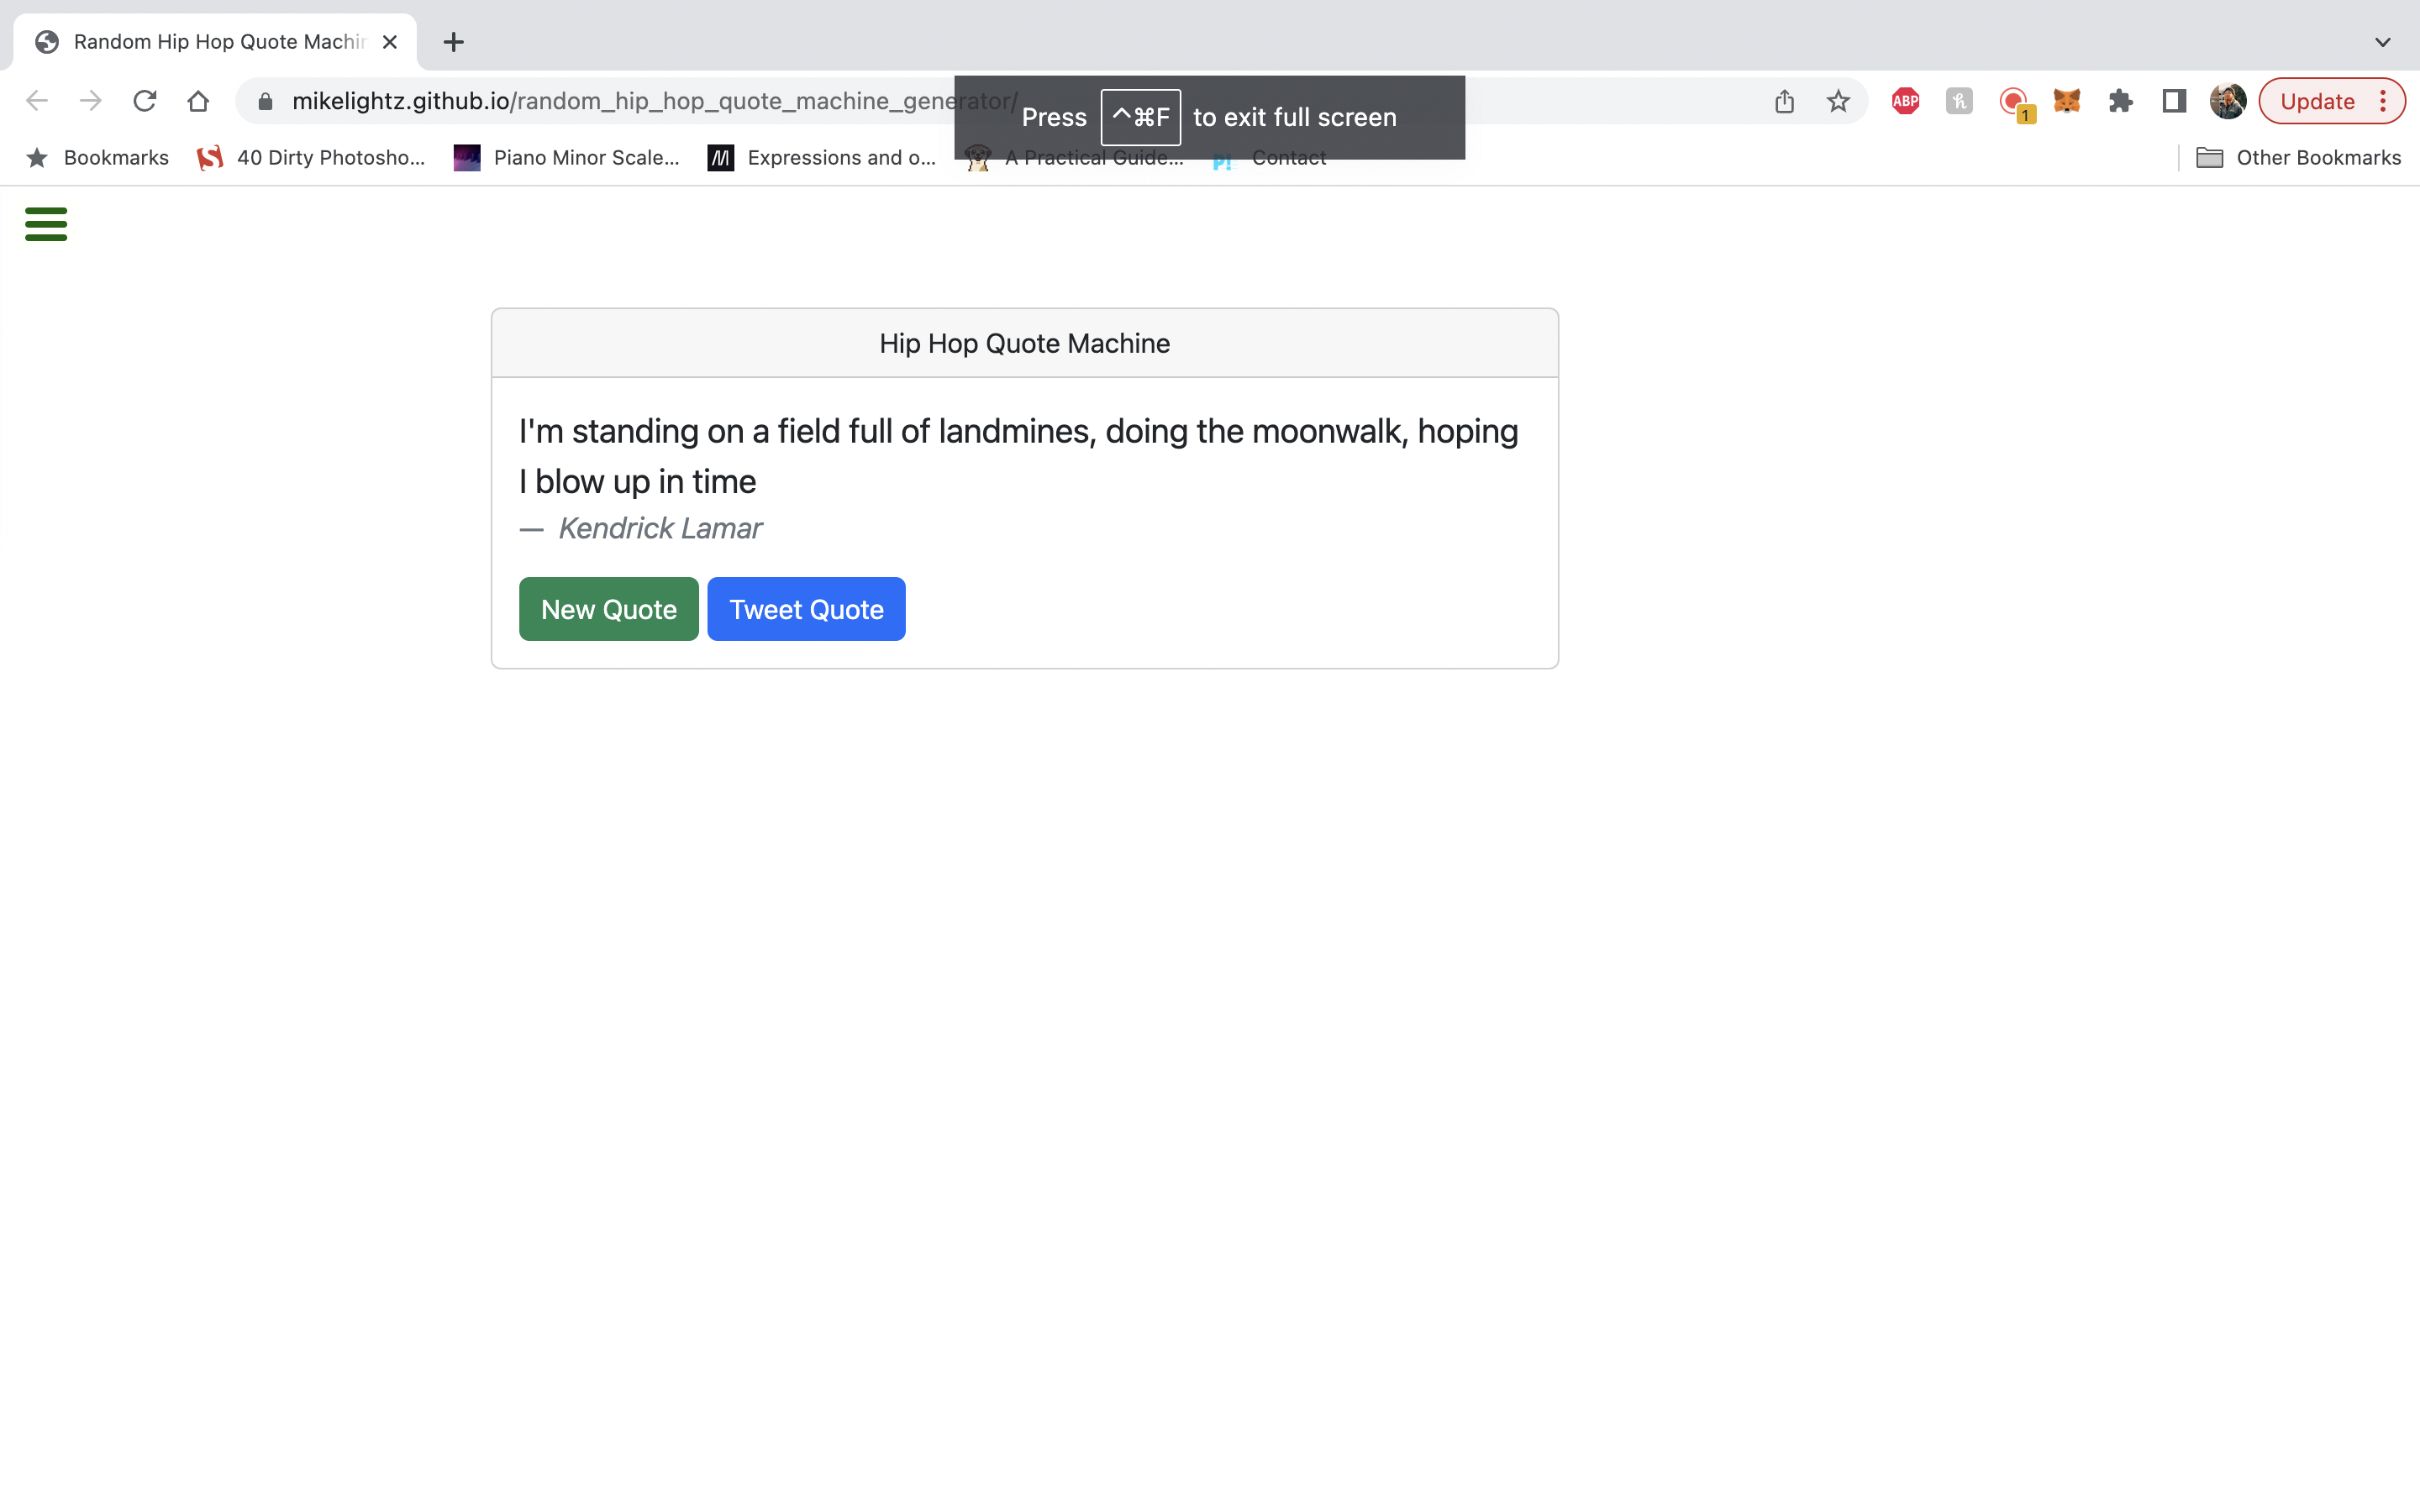 Random Hip Hop Quote Machin
mikelightz.github.io/random_hip_hop_quote_machine_generator/
Press ^⌘F to exit full screen
ABP
1
Update
Bookmarks
40 Dirty Photosho...
Piano Minor Scale...
M
Expressions and o...
A Practical Guide...
P!
Contact
Other Bookmarks
Hip Hop Quote Machine
I'm standing on a field full of landmines, doing the moonwalk, hoping
I blow up in time
— Kendrick Lamar
New Quote
Tweet Quote